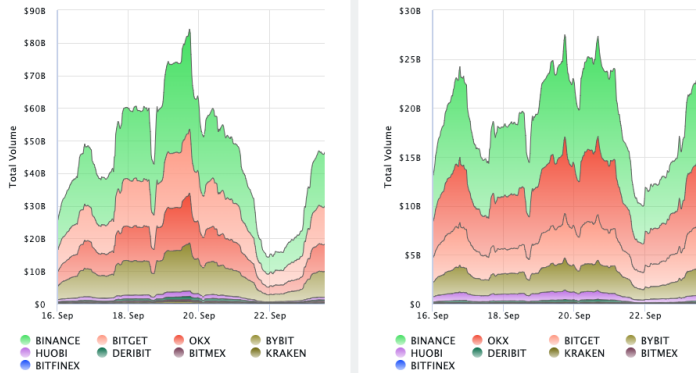 $90B
$80B
$70B
$60B
$50B
$40B
$30B
$20B
$10B
$0
Total Volume
16. Sep 18. Sep 20. Sep 22. Sep
BINANCE BITGET OKX BYBIT
HUOBI DERIBIT BITMEX KRAKEN
BITFINEX
$30B
$25B
$20B
$15B
$10B
$5B
$0
Total Volume
16. Sep 18. Sep 20. Sep 22. Sep
BINANCE OKX BITGET BYBIT
HUOBI DERIBIT KRAKEN BITMEX
BITFINEX